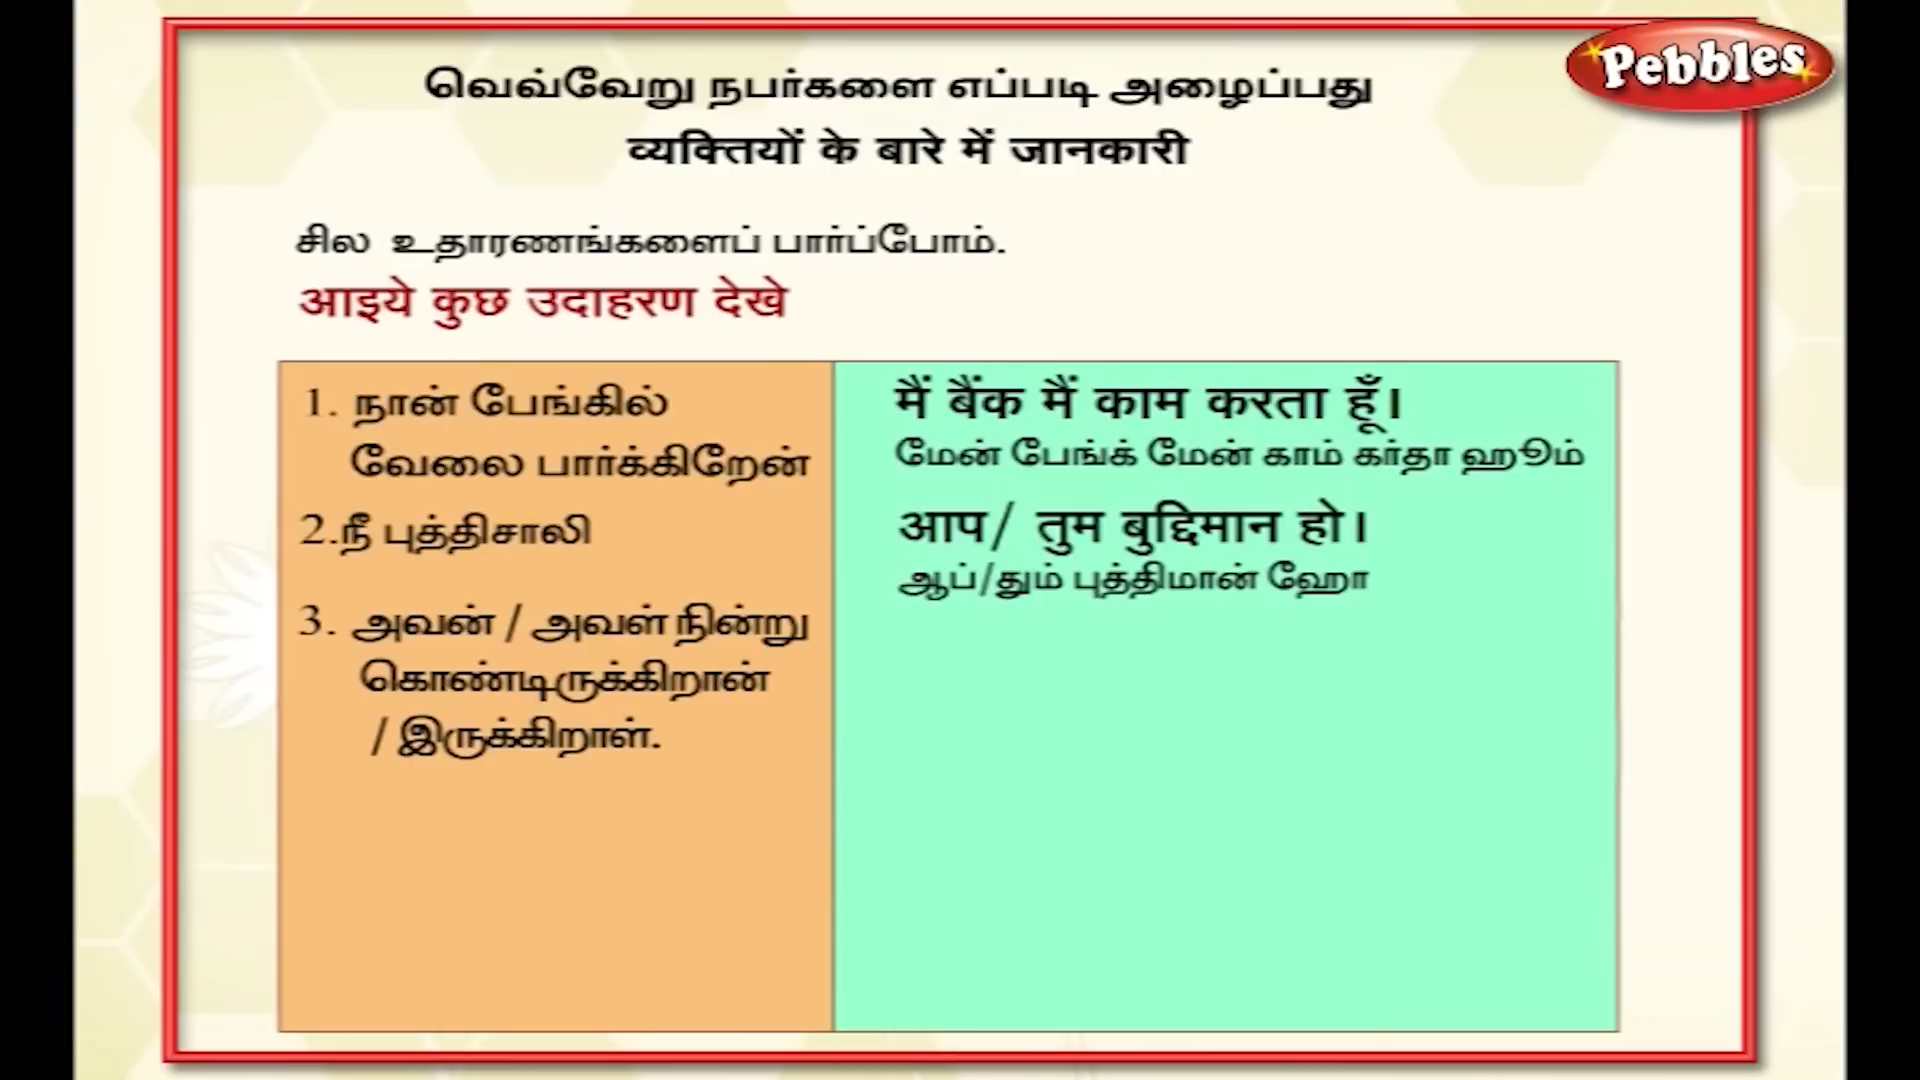 Pebbles
வெவ்வேறு நபர்களை எப்படி அழைப்பது
व्यक्तियों के बारे में जानकारी
சில உதாரணங்களைப் பார்ப்போம்.
आइये कुछ उदाहरण देखे
1. நான் பேங்கில்
வேலை பார்க்கிறேன்
मैं बैंक मैं काम करता हूँ।
மேன் பேங்க் மேன் காம் கர்தா ஹூம்
2.நீ புத்திசாலி
आप/ तुम बुद्दिमान हो।
ஆப்/தும் புத்திமான் ஹோ
3. அவன் / அவள் நின்று
கொண்டிருக்கிறான்
/ இருக்கிறாள்.